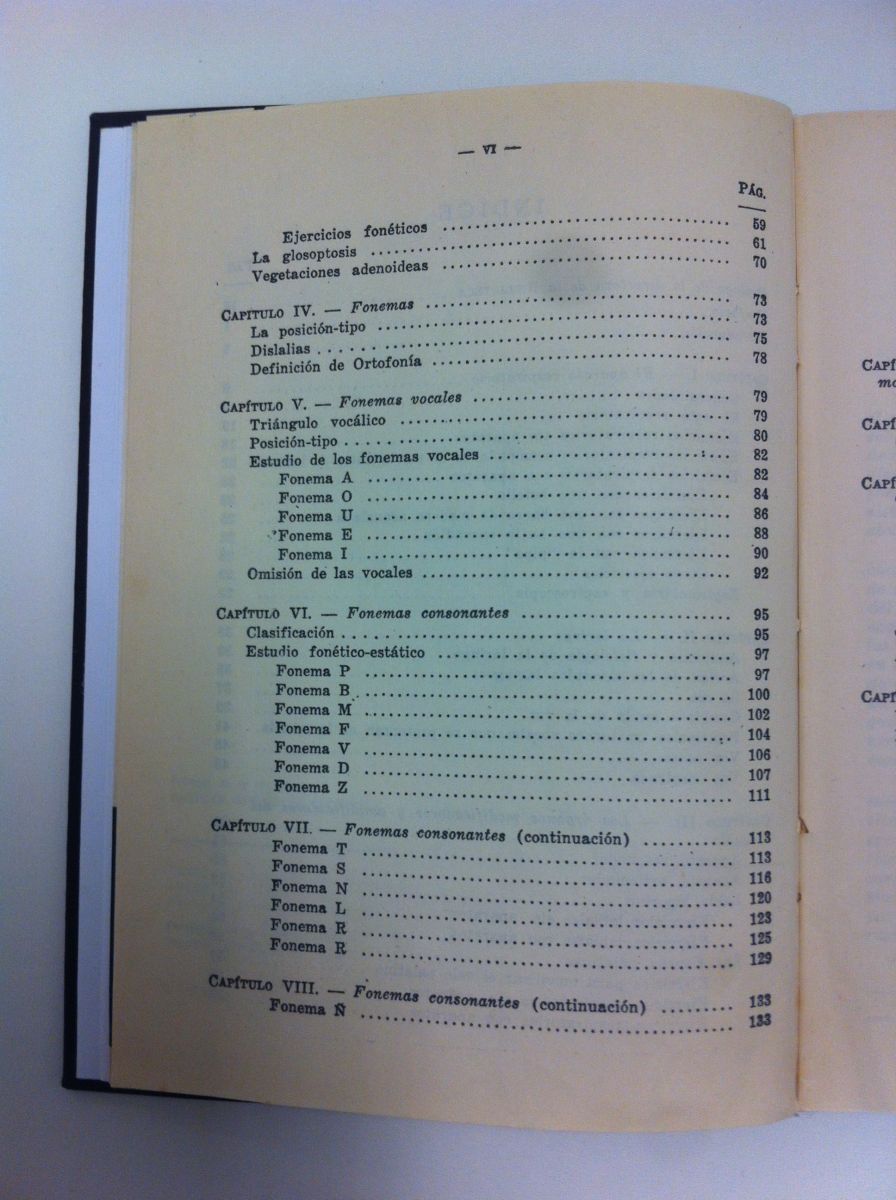 — VI —
PÁG.
Ejercicios fonéticos ........ 59
La glosoptosis ........ 61
Vegetaciones adenoideas ........ 70
CAPÍTULO IV. — Fonemas ........ 73
La posición-tipo ........ 73
Dislalias ........ 75
Definición de Ortofonía ........ 78
CAPÍTULO V. — Fonemas vocales ........ 79
Triángulo vocálico ........ 79
Posición-tipo ........ 80
Estudio de los fonemas vocales ........ 82
Fonema A ........ 82
Fonema O ........ 84
Fonema U ........ 86
Fonema E ........ 88
Fonema I ........ 90
Omisión de las vocales ........ 92
CAPÍTULO VI. — Fonemas consonantes ........ 95
Clasificación ........ 95
Estudio fonético-estático ........ 97
Fonema P ........ 97
Fonema B ........ 100
Fonema M ........ 102
Fonema F ........ 104
Fonema V ........ 106
Fonema D ........ 107
Fonema Z ........ 111
CAPÍTULO VII. — Fonemas consonantes (continuación) ........ 113
Fonema T ........ 113
Fonema S ........ 116
Fonema N ........ 120
Fonema L ........ 123
Fonema R ........ 125
Fonema R ........ 129
CAPÍTULO VIII. — Fonemas consonantes (continuación) ........ 133
Fonema Ñ ........ 133
CAPÍ
mo
CAPÍ
CAPÍ
CAPÍ